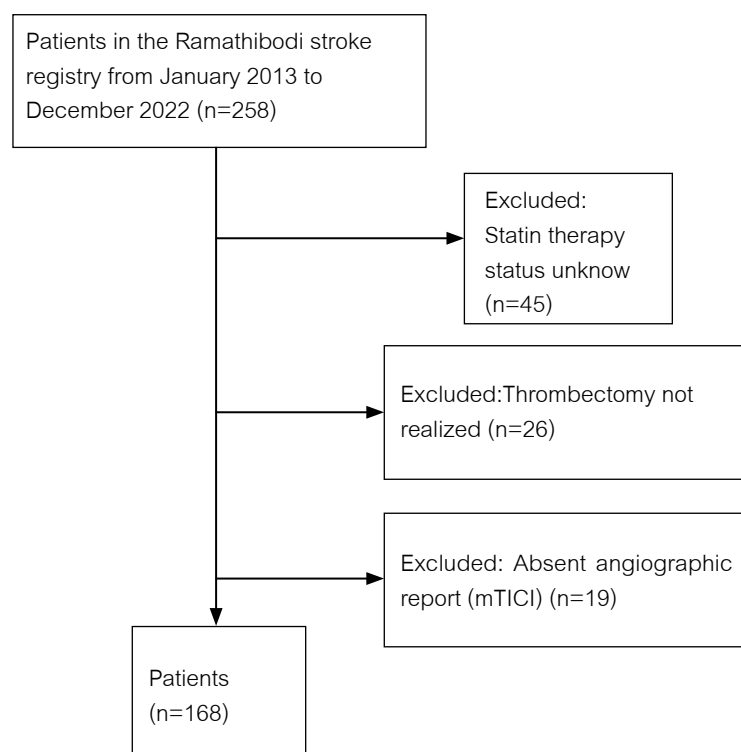 Patients in the Ramathibodi stroke
registry from January 2013 to
December 2022 (n=258)
Excluded:
Statin therapy
status unknow
(n=45)
Excluded:Thrombectomy not
realized (n=26)
Excluded: Absent angiographic
report (mTICI) (n=19)
Patients
(n=168)